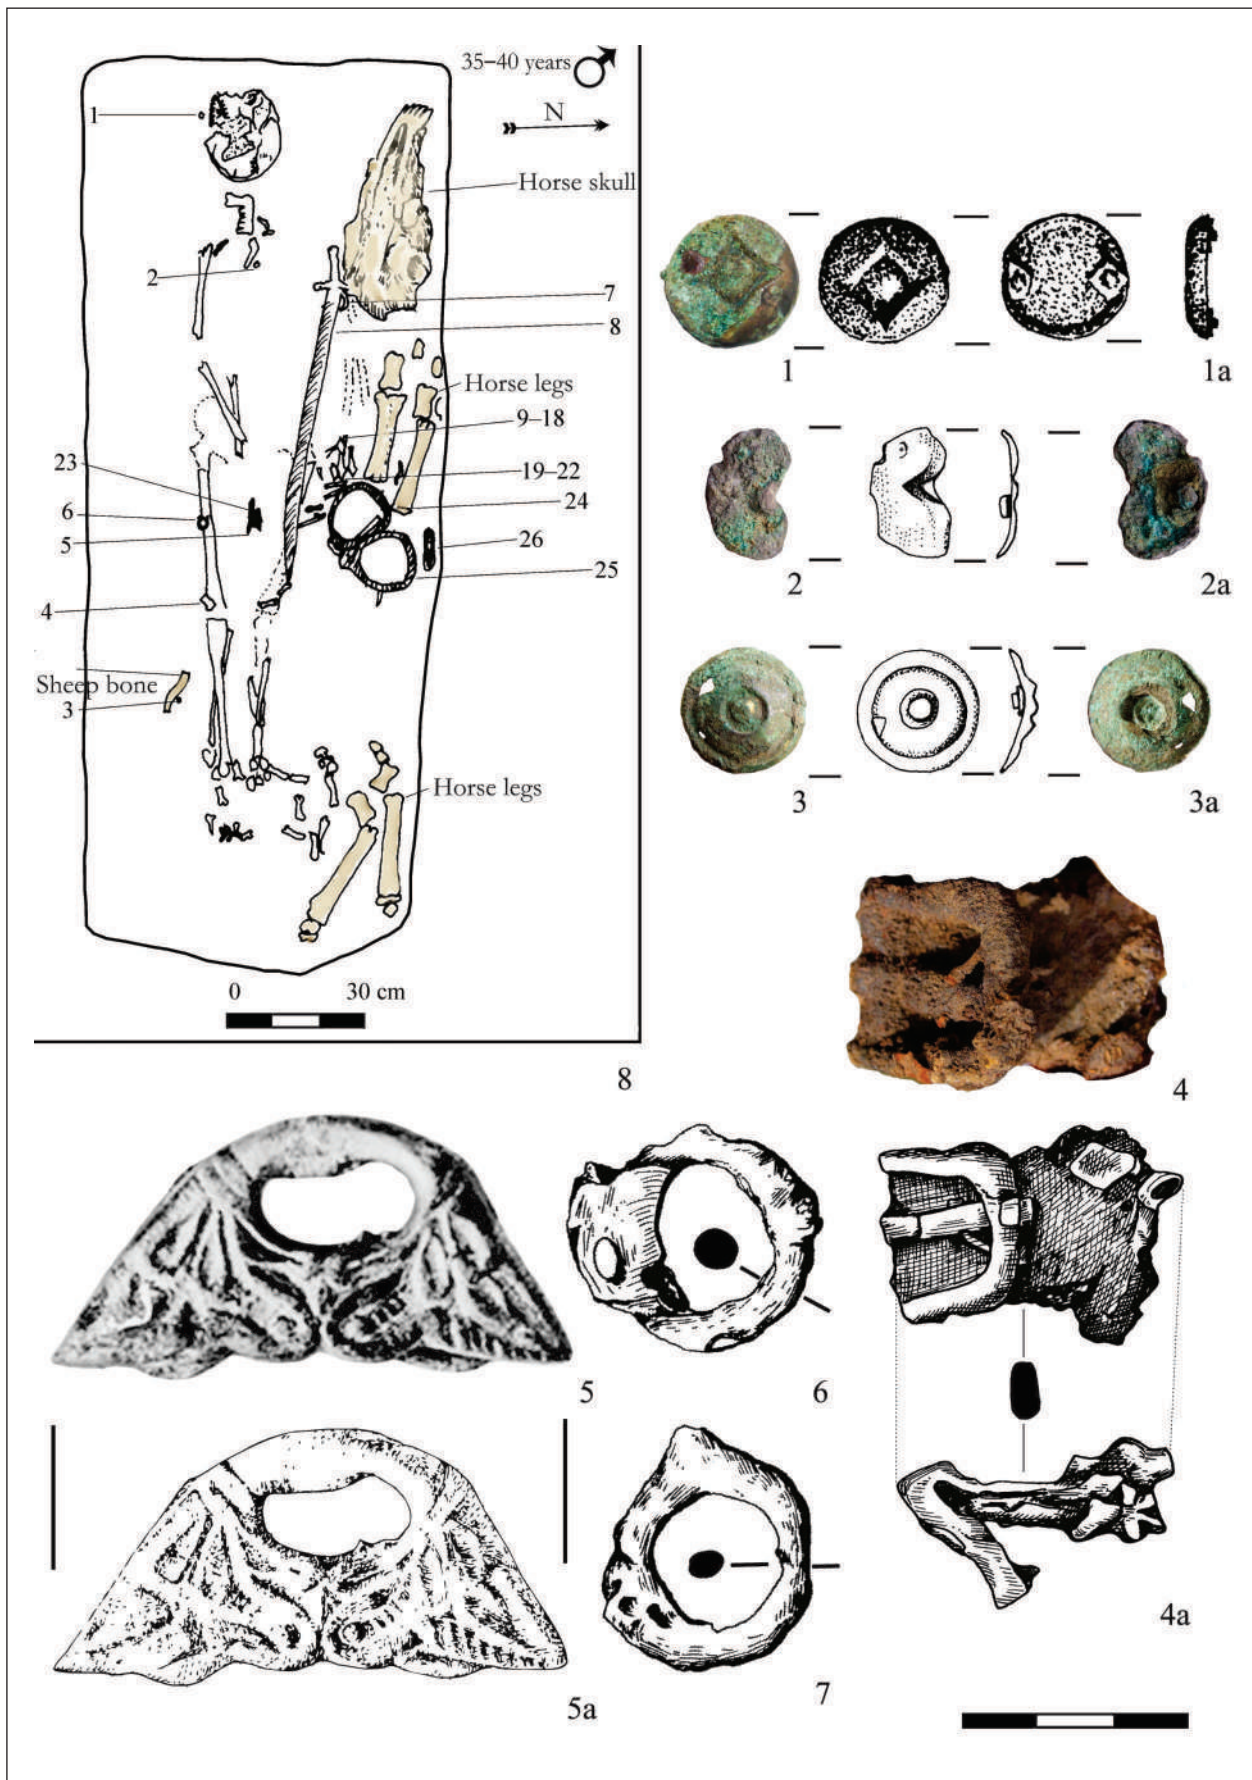 35–40 years
N
1
Horse skull
2
7
8
Horse legs
9–18
19–22
23
24
6
5
26
25
4
Sheep bone
3
Horse legs
0 30 cm
8
1 1a
2 2a
3 3a
4
5 6
4a
5a 7